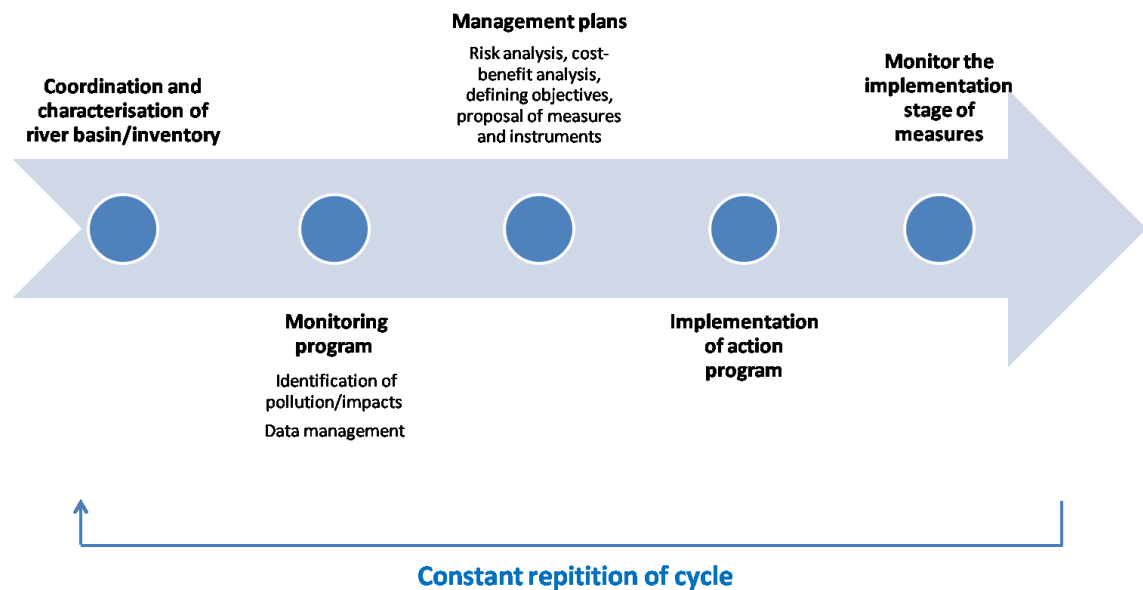 Coordination and
characterisation of
river basin/inventory
Monitoring
program
Identification of
pollution/impacts
Data management
Management plans
Risk analysis, cost-
benefit analysis,
defining objectives,
proposal of measures
and instruments
Implementation
of action
program
Monitor the
implementation
stage of
measures
Constant repitition of cycle